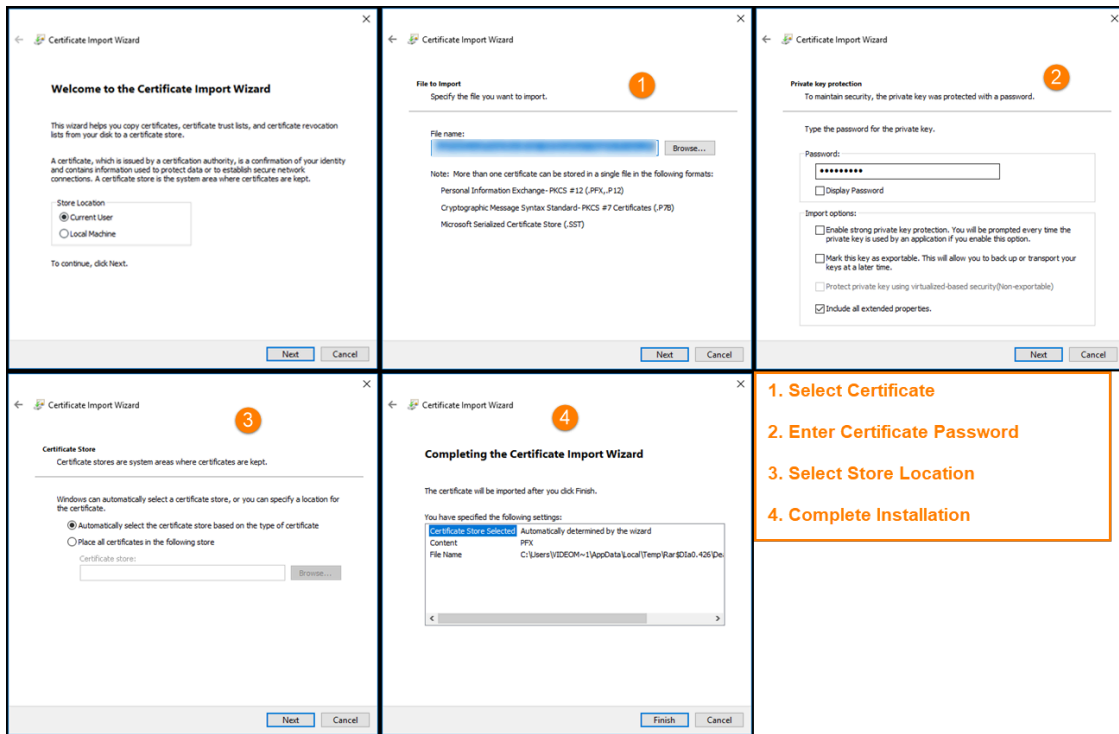 Certificate Import Wizard
Welcome to the Certificate Import Wizard
This wizard helps you copy certificates, certificate trust lists, and certificate revocation
lists from your disk to a certificate store.
A certificate, which is issued by a certification authority, is a confirmation of your identity
and contains information used to protect data or to establish secure network
connections. A certificate store is the system area where certificates are kept.
Store Location
Current User
Local Machine
To continue, click Next.
Next
Cancel
Certificate Import Wizard
1
File to Import
Specify the file you want to import.
File name:
Browse...
Note: More than one certificate can be stored in a single file in the following formats:
Personal Information Exchange- PKCS #12 (.PFX,.P12)
Cryptographic Message Syntax Standard- PKCS #7 Certificates (.P7B)
Microsoft Serialized Certificate Store (.SST)
Next
Cancel
Certificate Import Wizard
2
Private key protection
To maintain security, the private key was protected with a password.
Type the password for the private key.
Password:
•••••••••
Display Password
Import options:
Enable strong private key protection. You will be prompted every time the
private key is used by an application if you enable this option.
Mark this key as exportable. This will allow you to back up or transport your
keys at a later time.
Protect private key using virtualized-based security(Non-exportable)
Include all extended properties.
Next
Cancel
Certificate Import Wizard
3
Certificate Store
Certificate stores are system areas where certificates are kept.
Windows can automatically select a certificate store, or you can specify a location for
the certificate.
Automatically select the certificate store based on the type of certificate
Place all certificates in the following store
Certificate store:
Browse...
Next
Cancel
Certificate Import Wizard
4
Completing the Certificate Import Wizard
The certificate will be imported after you click Finish.
You have specified the following settings:
Certificate Store Selected Automatically determined by the wizard
Content PFX
File Name C:\Users\VIDEOM~1\AppData\Local\Temp\Rar$DIa0.426\De
Finish
Cancel
1. Select Certificate
2. Enter Certificate Password
3. Select Store Location
4. Complete Installation